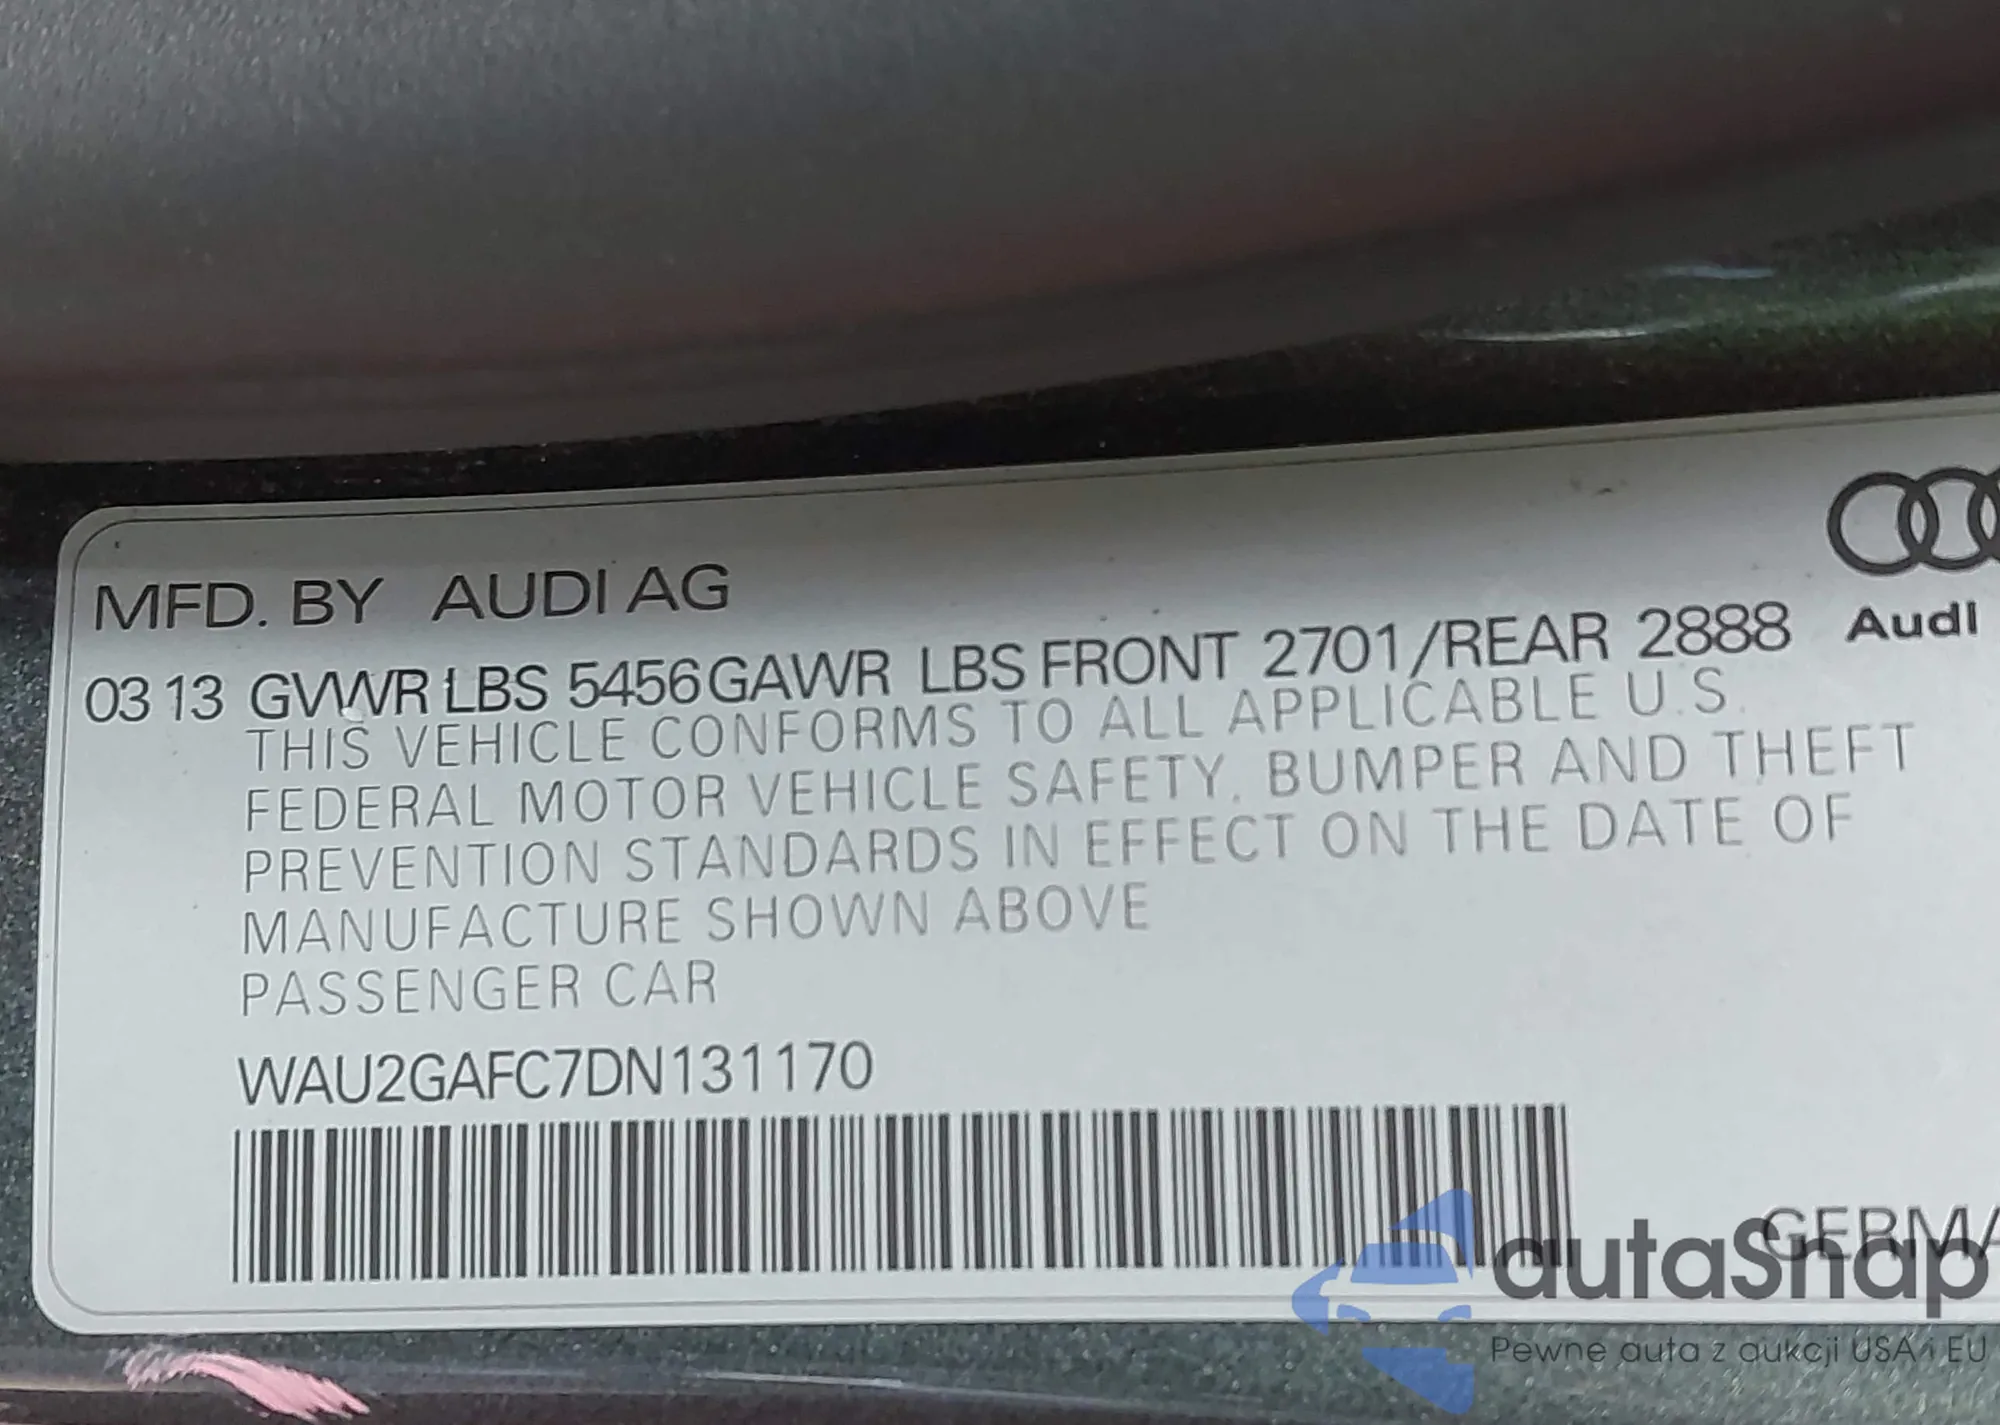 MFD. BY AUDI AG
Audi
03 13 GVWR LBS 5456 GAWR LBS FRONT 2701/REAR 2888
THIS VEHICLE CONFORMS TO ALL APPLICABLE U.S.
FEDERAL MOTOR VEHICLE SAFETY, BUMPER AND THEFT
PREVENTION STANDARDS IN EFFECT ON THE DATE OF
MANUFACTURE SHOWN ABOVE
PASSENGER CAR
WAU2GAFC7DN131170
GERMA
autaSnap
Pewne auta z aukcji USA i EU